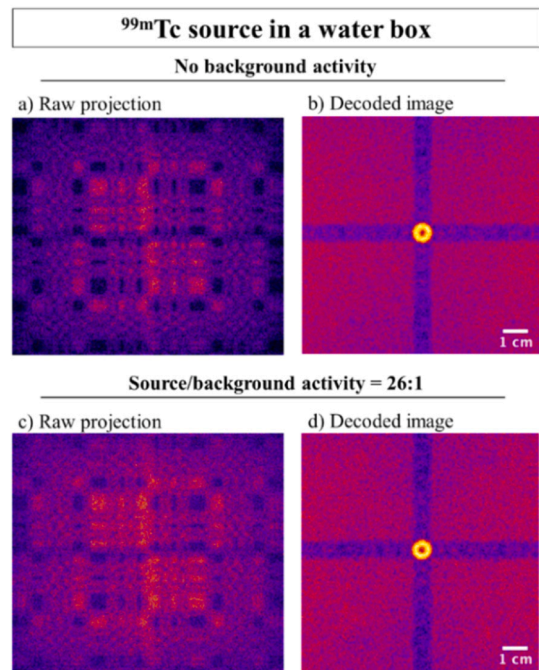 ⁹⁹ᵐTc source in a water box
No background activity
a) Raw projection
b) Decoded image
1 cm
Source/background activity = 26:1
c) Raw projection
d) Decoded image
1 cm